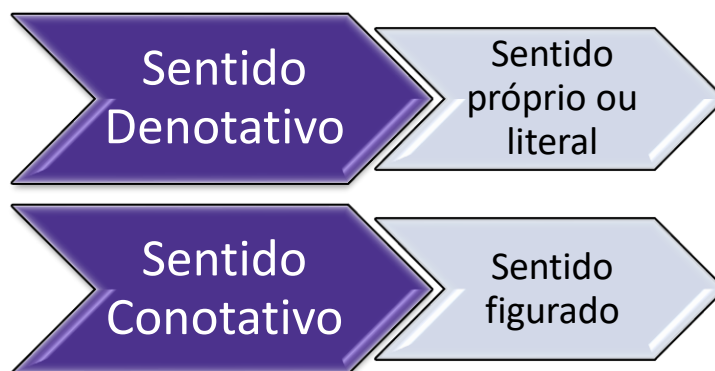 Sentido
Denotativo
Sentido
próprio ou
literal
Sentido
Conotativo
Sentido
figurado